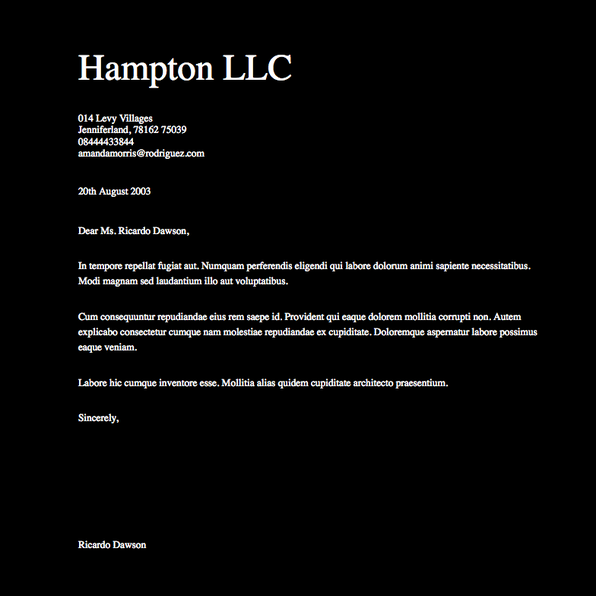 Hampton LLC
014 Levy Villages
Jenniferland, 78162 75039
08444433844
amandamorris@rodriguez.com
20th August 2003
Dear Ms. Ricardo Dawson,
In tempore repellat fugiat aut. Numquam perferendis eligendi qui labore dolorum animi sapiente necessitatibus.
Modi magnam sed laudantium illo aut voluptatibus.
Cum consequuntur repudiandae eius rem saepe id. Provident qui eaque dolorem mollitia corrupti non. Autem
explicabo consectetur cumque nam molestiae repudiandae ex cupiditate. Doloremque aspernatur labore possimus
eaque veniam.
Labore hic cumque inventore esse. Mollitia alias quidem cupiditate architecto praesentium.
Sincerely,
Ricardo Dawson